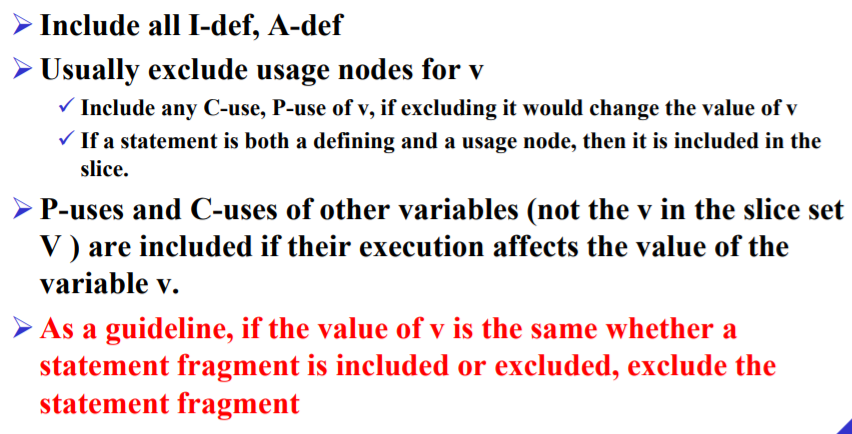 ➢ Include all I-def, A-def
➢ Usually exclude usage nodes for v
✓ Include any C-use, P-use of v, if excluding it would change the value of v
✓ If a statement is both a defining and a usage node, then it is included in the
slice.
➢ P-uses and C-uses of other variables (not the v in the slice set
V ) are included if their execution affects the value of the
variable v.
➢ As a guideline, if the value of v is the same whether a
statement fragment is included or excluded, exclude the
statement fragment